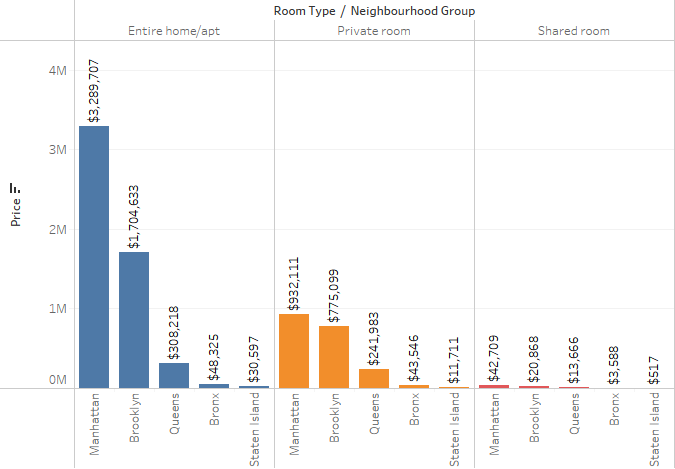 Room Type / Neighbourhood Group
Entire home/apt
Private room
Shared room
Price
4M
3M
2M
1M
0M
$3,289,707
$1,704,633
$308,218
$48,325
$30,597
$932,111
$775,099
$241,983
$43,546
$11,711
$42,709
$20,868
$13,666
$3,588
$517
Manhattan
Brooklyn
Queens
Bronx
Staten Island
Manhattan
Brooklyn
Queens
Bronx
Staten Island
Manhattan
Brooklyn
Queens
Bronx
Staten Island